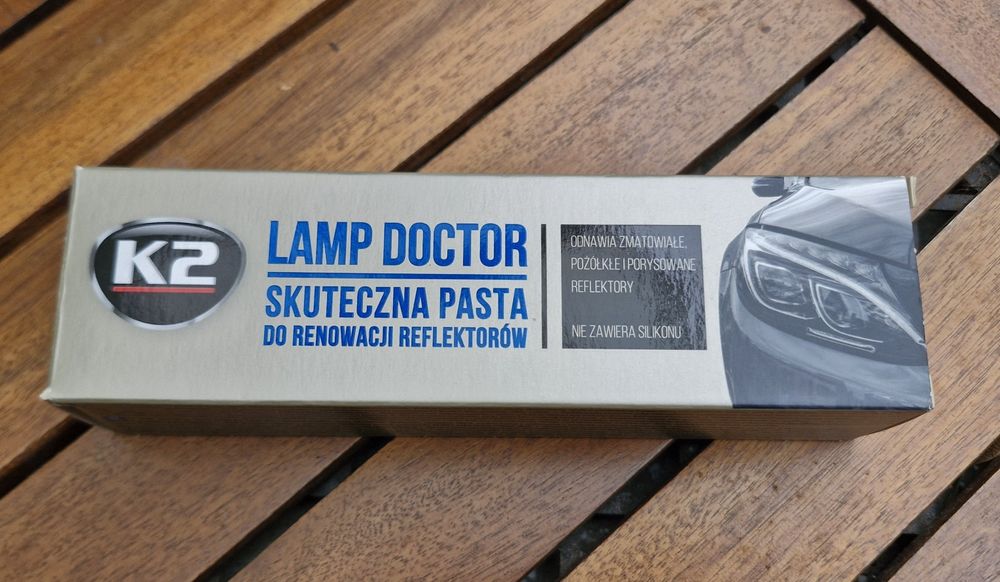 K2
LAMP DOCTOR
SKUTECZNA PASTA
DO RENOWACJI REFLEKTORÓW
ODNAWIA ZMATOWIAŁE,
POŻÓŁKŁE I PORYSOWANE
REFLEKTORY
NIE ZAWIERA SILIKONU